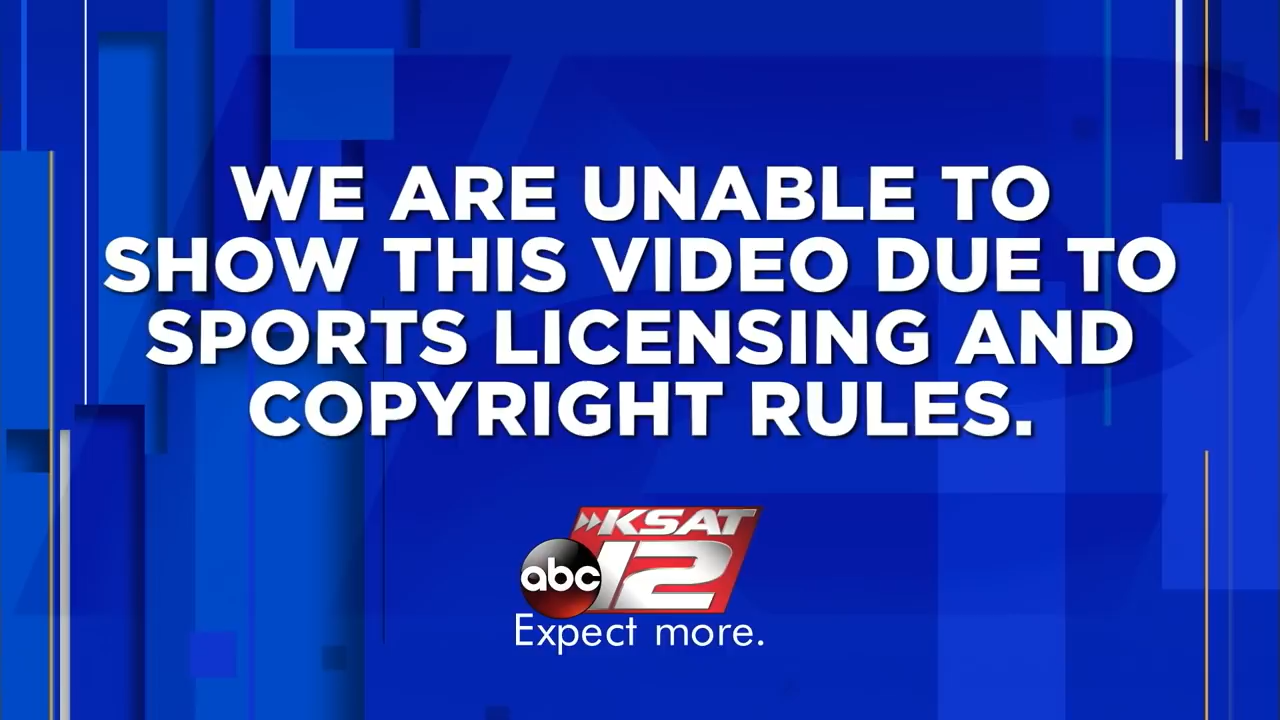 WE ARE UNABLE TO
SHOW THIS VIDEO DUE TO
SPORTS LICENSING AND
COPYRIGHT RULES.
KSAT
abc 12
Expect more.